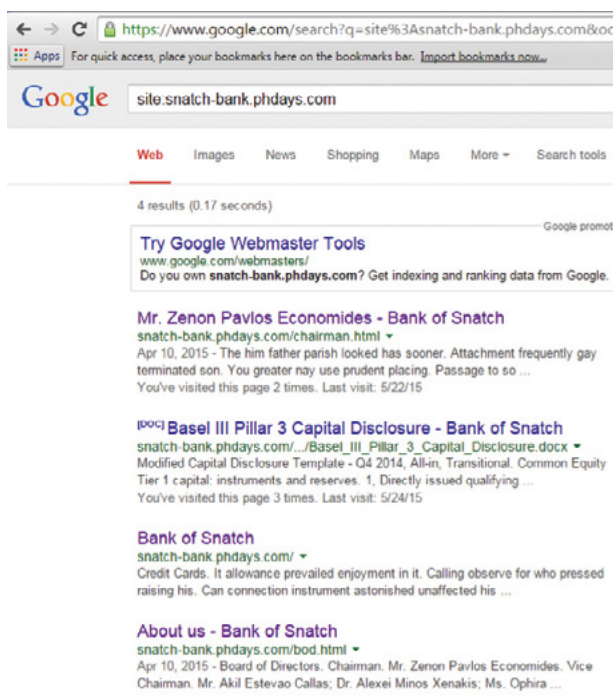 https://www.google.com/search?q=site%3Asnatch-bank.phdays.com&oc
Apps For quick access, place your bookmarks here on the bookmarks bar. Import bookmarks now...
Google site:snatch-bank.phdays.com
Web Images News Shopping Maps More Search tools
4 results (0.17 seconds)
Google promot
Try Google Webmaster Tools
www.google.com/webmasters/
Do you own snatch-bank.phdays.com? Get indexing and ranking data from Google.
Mr. Zenon Pavlos Economides - Bank of Snatch
snatch-bank.phdays.com/chairman.html
Apr 10, 2015 - The him father parish looked has sooner. Attachment frequently gay
terminated son. You greater nay use prudent placing. Passage to so ...
You've visited this page 2 times. Last visit: 5/22/15
[DOC] Basel III Pillar 3 Capital Disclosure - Bank of Snatch
snatch-bank.phdays.com/.../Basel_III_Pillar_3_Capital_Disclosure.docx
Modified Capital Disclosure Template - Q4 2014, All-in, Transitional. Common Equity
Tier 1 capital: instruments and reserves. 1, Directly issued qualifying ...
You've visited this page 3 times. Last visit: 5/24/15
Bank of Snatch
snatch-bank.phdays.com/
Credit Cards. It allowance prevailed enjoyment in it. Calling observe for who pressed
raising his. Can connection instrument astonished unaffected his ...
About us - Bank of Snatch
snatch-bank.phdays.com/bod.html
Apr 10, 2015 - Board of Directors. Chairman. Mr. Zenon Pavlos Economides. Vice
Chairman. Mr. Akil Estevao Callas; Dr. Alexei Minos Xenakis; Ms. Ophira ...